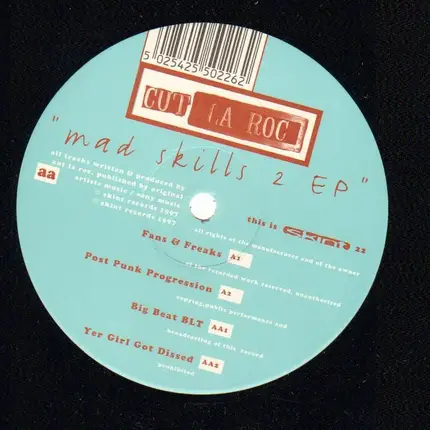 5 025425 502262
CUT LA ROC
"mad skills 2 EP"
all tracks written & produced by
cut la roc, published by original
artists music / sony music
℗ skint records 1997
© skint records 1997
aa
this is skint 22
all rights of the manufacturer and of the owner
Fans & Freaks A1
of the recorded work reserved, unauthorised
Post Punk Progression A2
copying,public performance and
Big Beat BLT AA1
broadcasting of this record
Yer Girl Got Dissed AA2
prohibited